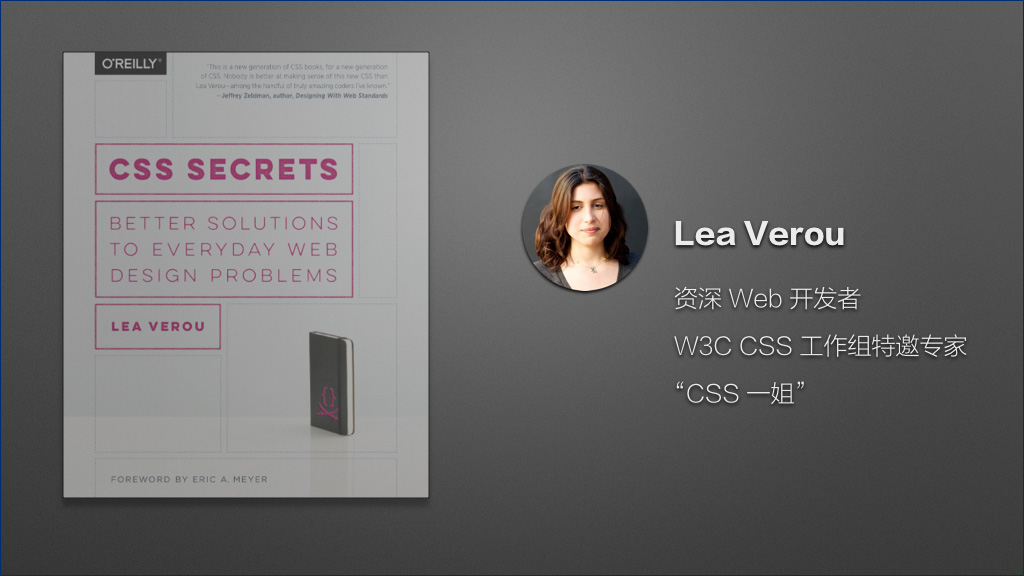 O'REILLY®
"This is a new generation of CSS books, for a new generation
of CSS. Nobody is better at making sense of this new CSS than
Lea Verou—among the handful of truly amazing coders I've known."
—Jeffrey Zeldman, author, Designing With Web Standards
CSS SECRETS
BETTER SOLUTIONS
TO EVERYDAY WEB
DESIGN PROBLEMS
LEA VEROU
FOREWORD BY ERIC A. MEYER
Lea Verou
资深 Web 开发者
W3C CSS 工作组特邀专家
“CSS 一姐”